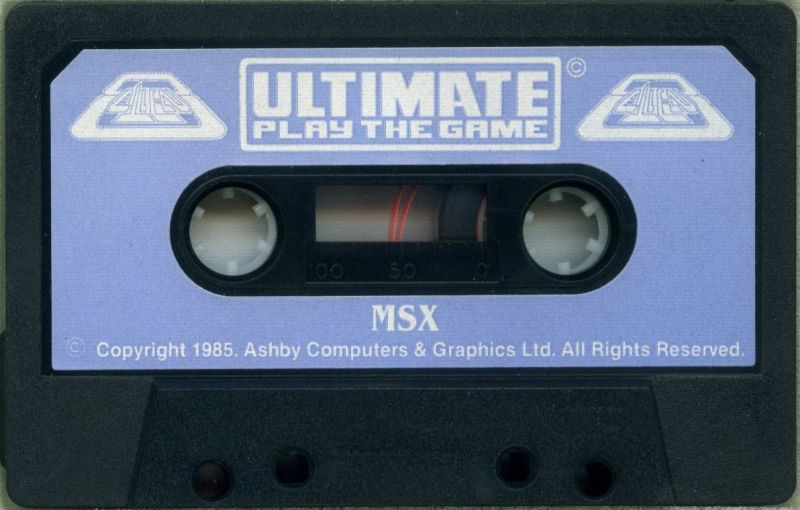 ULTIMATE ©
PLAY THE GAME
100 50 0
MSX
© Copyright 1985. Ashby Computers & Graphics Ltd. All Rights Reserved.